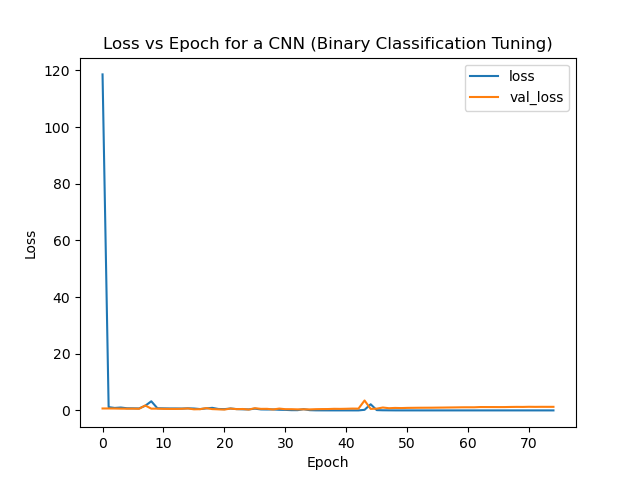 Loss vs Epoch for a CNN (Binary Classification Tuning)
loss
val_loss
120
100
80
60
40
20
0
Loss
0 10 20 30 40 50 60 70
Epoch